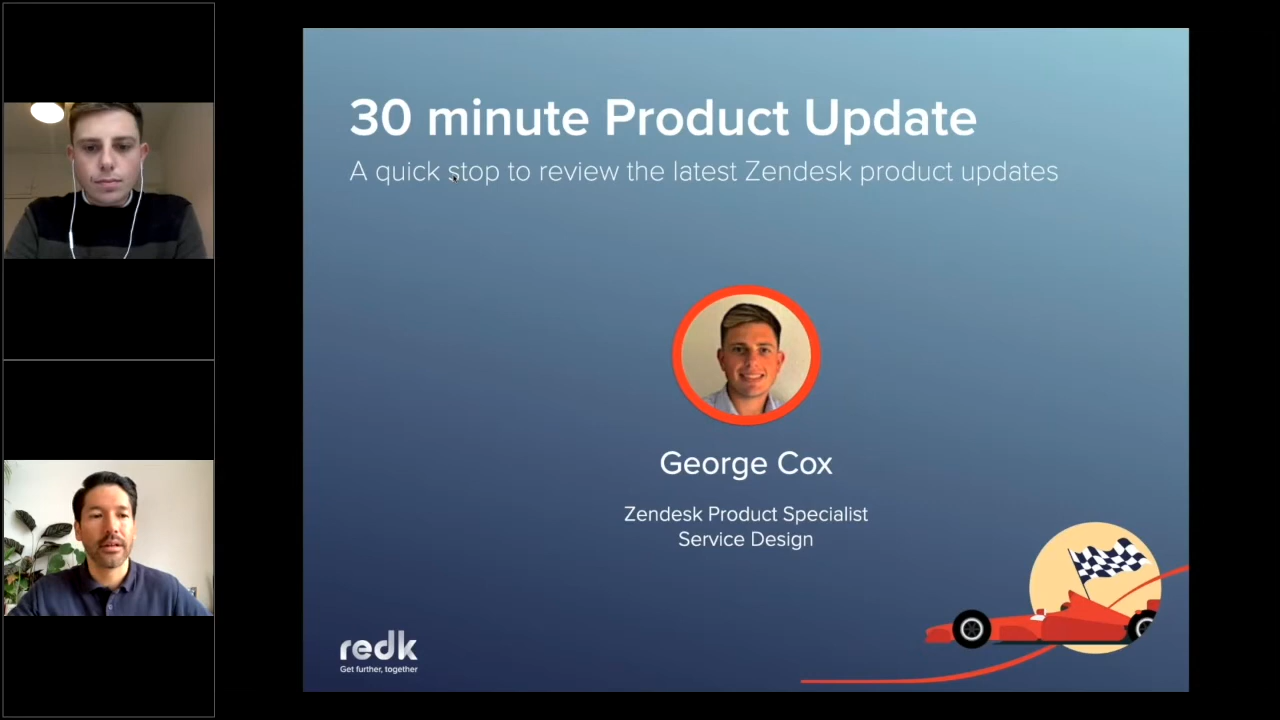 30 minute Product Update
A quick stop to review the latest Zendesk product updates
George Cox
Zendesk Product Specialist
Service Design
redk
Get further, together